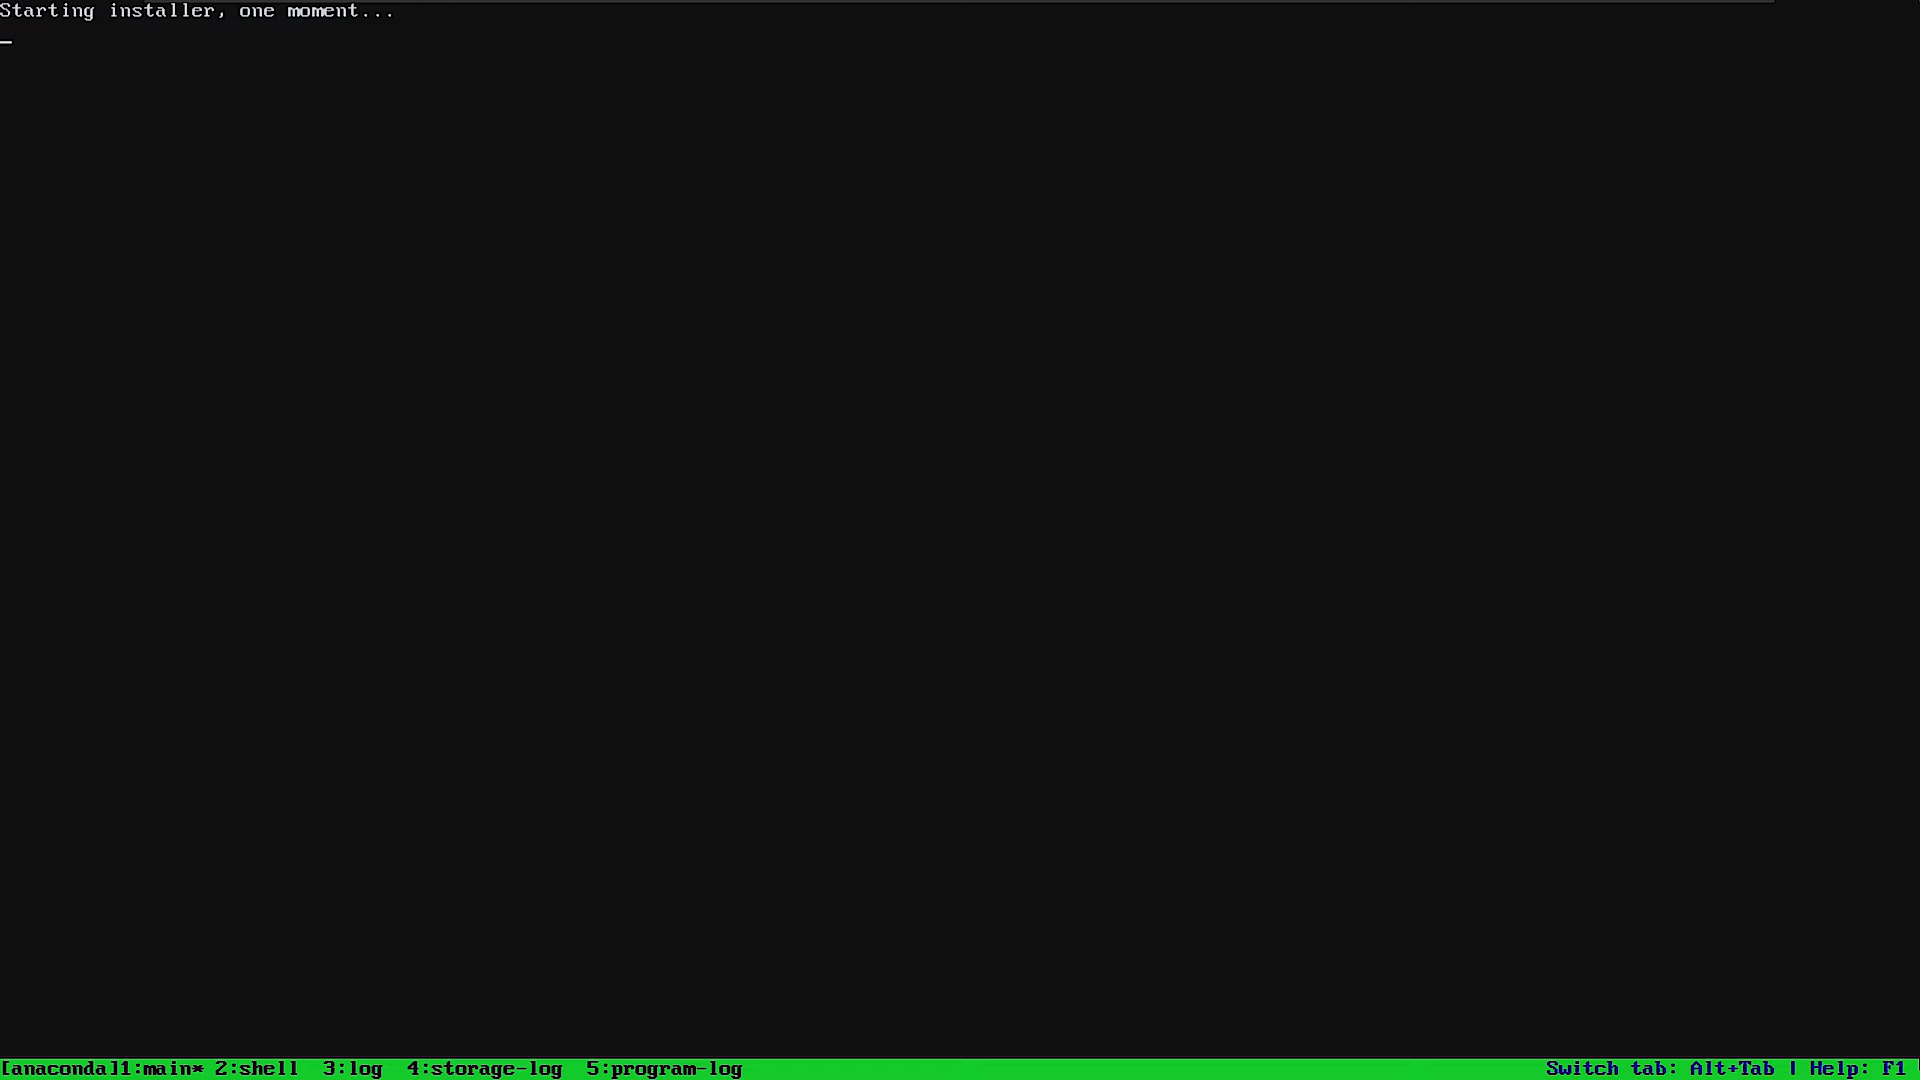 Starting installer, one moment...
[anaconda]1:main* 2:shell  3:log  4:storage-log  5:program-log Switch tab: Alt+Tab | Help: F1